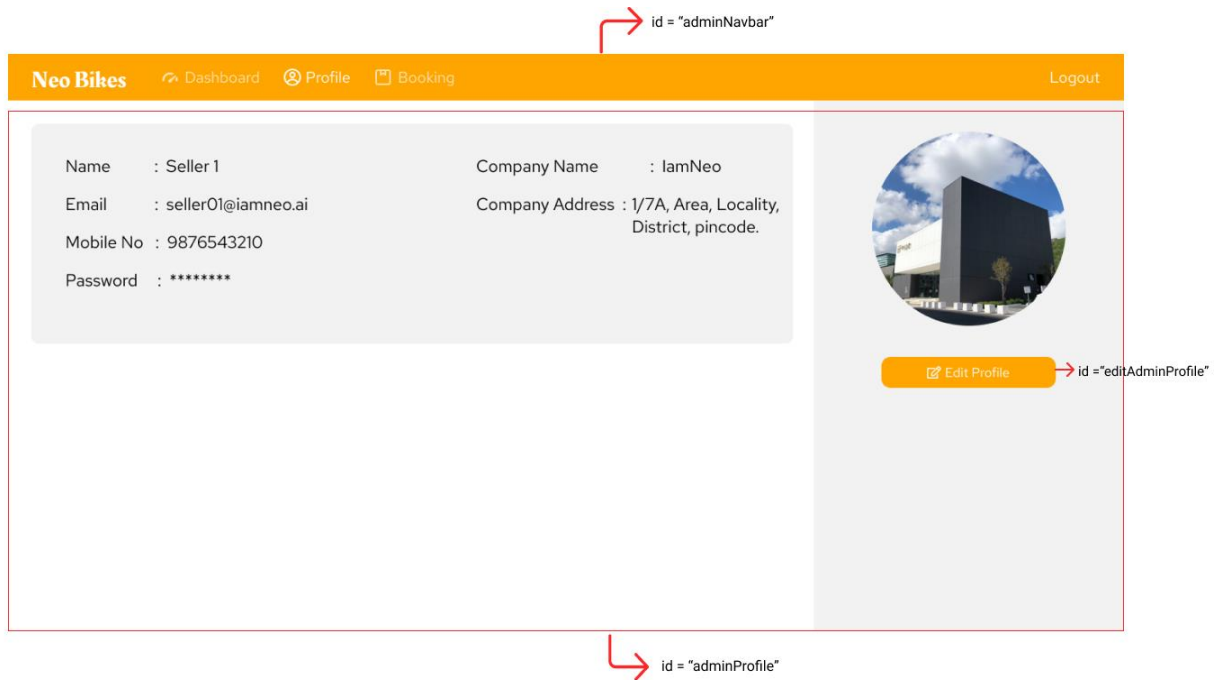 id = “adminNavbar”
Neo Bikes Dashboard Profile Booking Logout
Name : Seller 1
Company Name : IamNeo
Email : seller01@iamneo.ai
Company Address : 1/7A, Area, Locality,
District, pincode.
Mobile No : 9876543210
Password : ********
Edit Profile
id =“editAdminProfile”
id = “adminProfile”